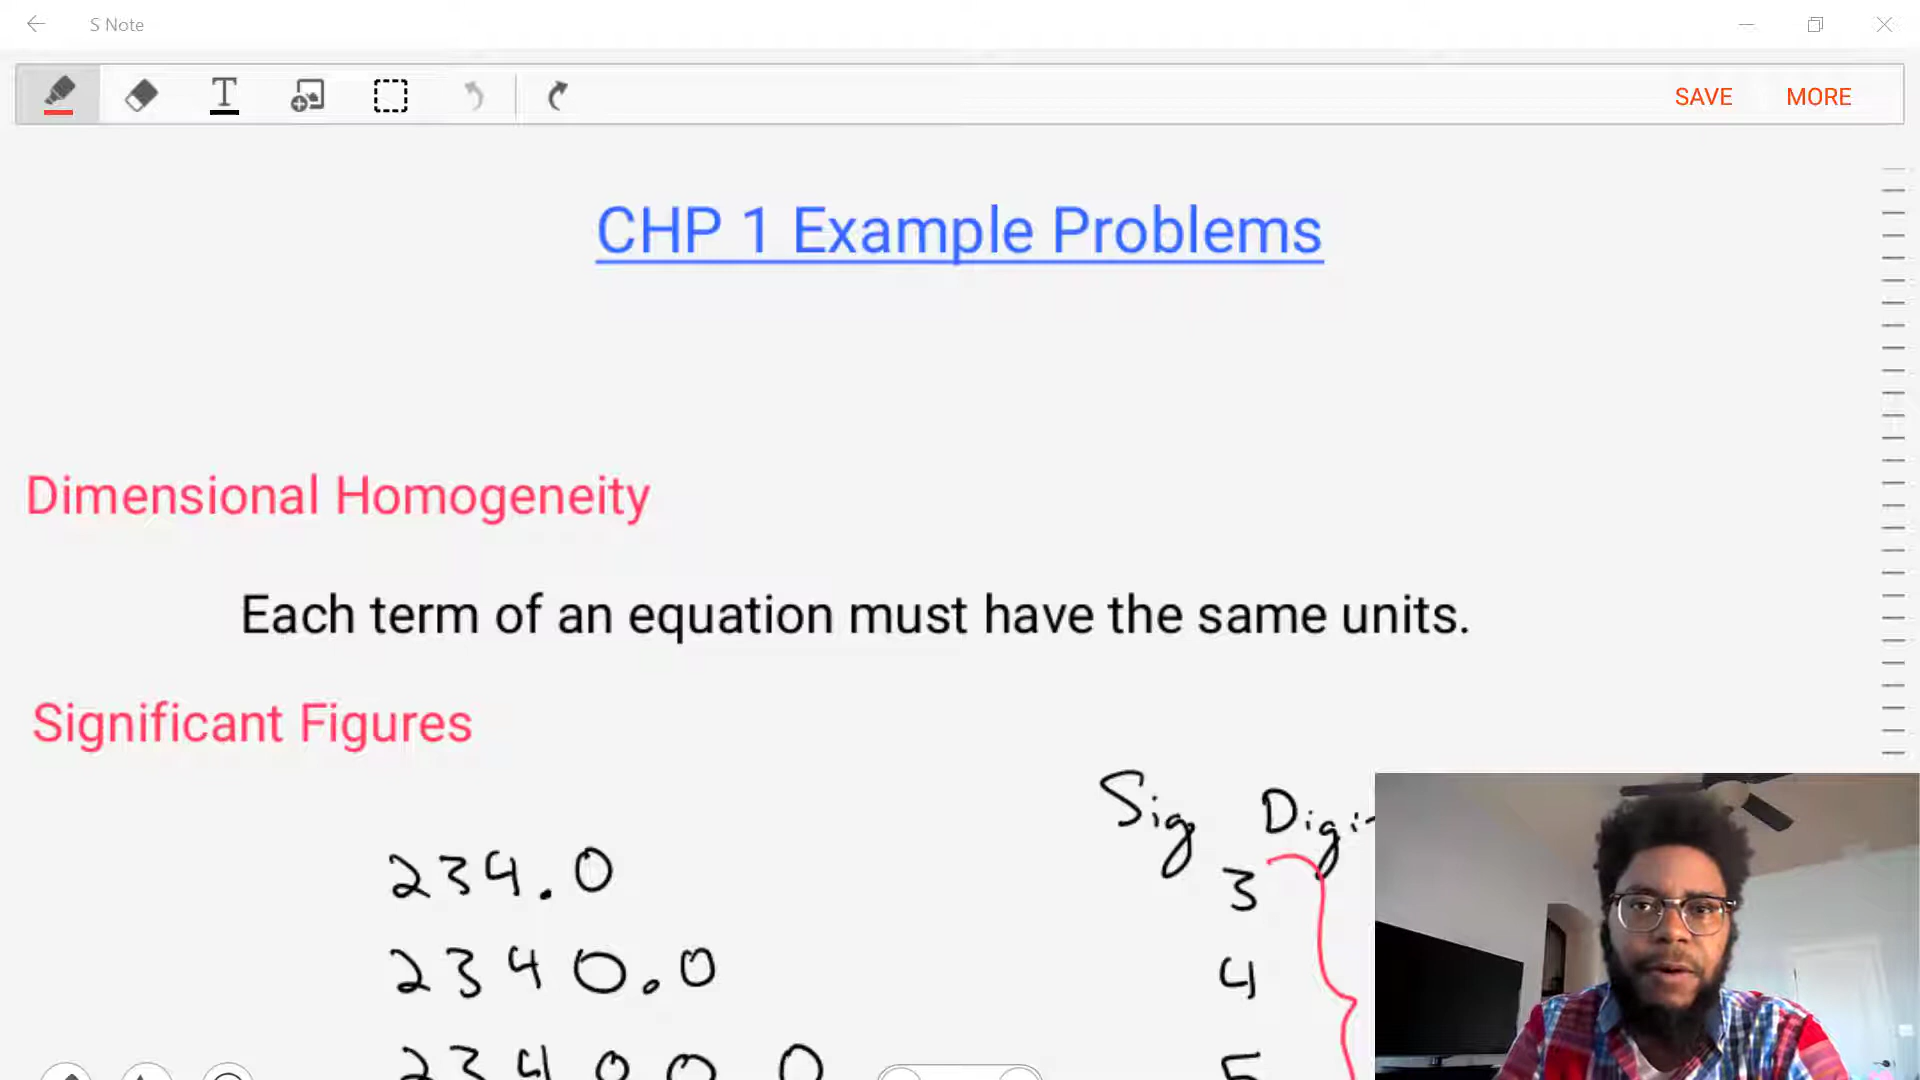 S Note
SAVE MORE
CHP 1 Example Problems
Dimensional Homogeneity
Each term of an equation must have the same units.
Significant Figures
Sig
234.0 3
2340.0 4
5